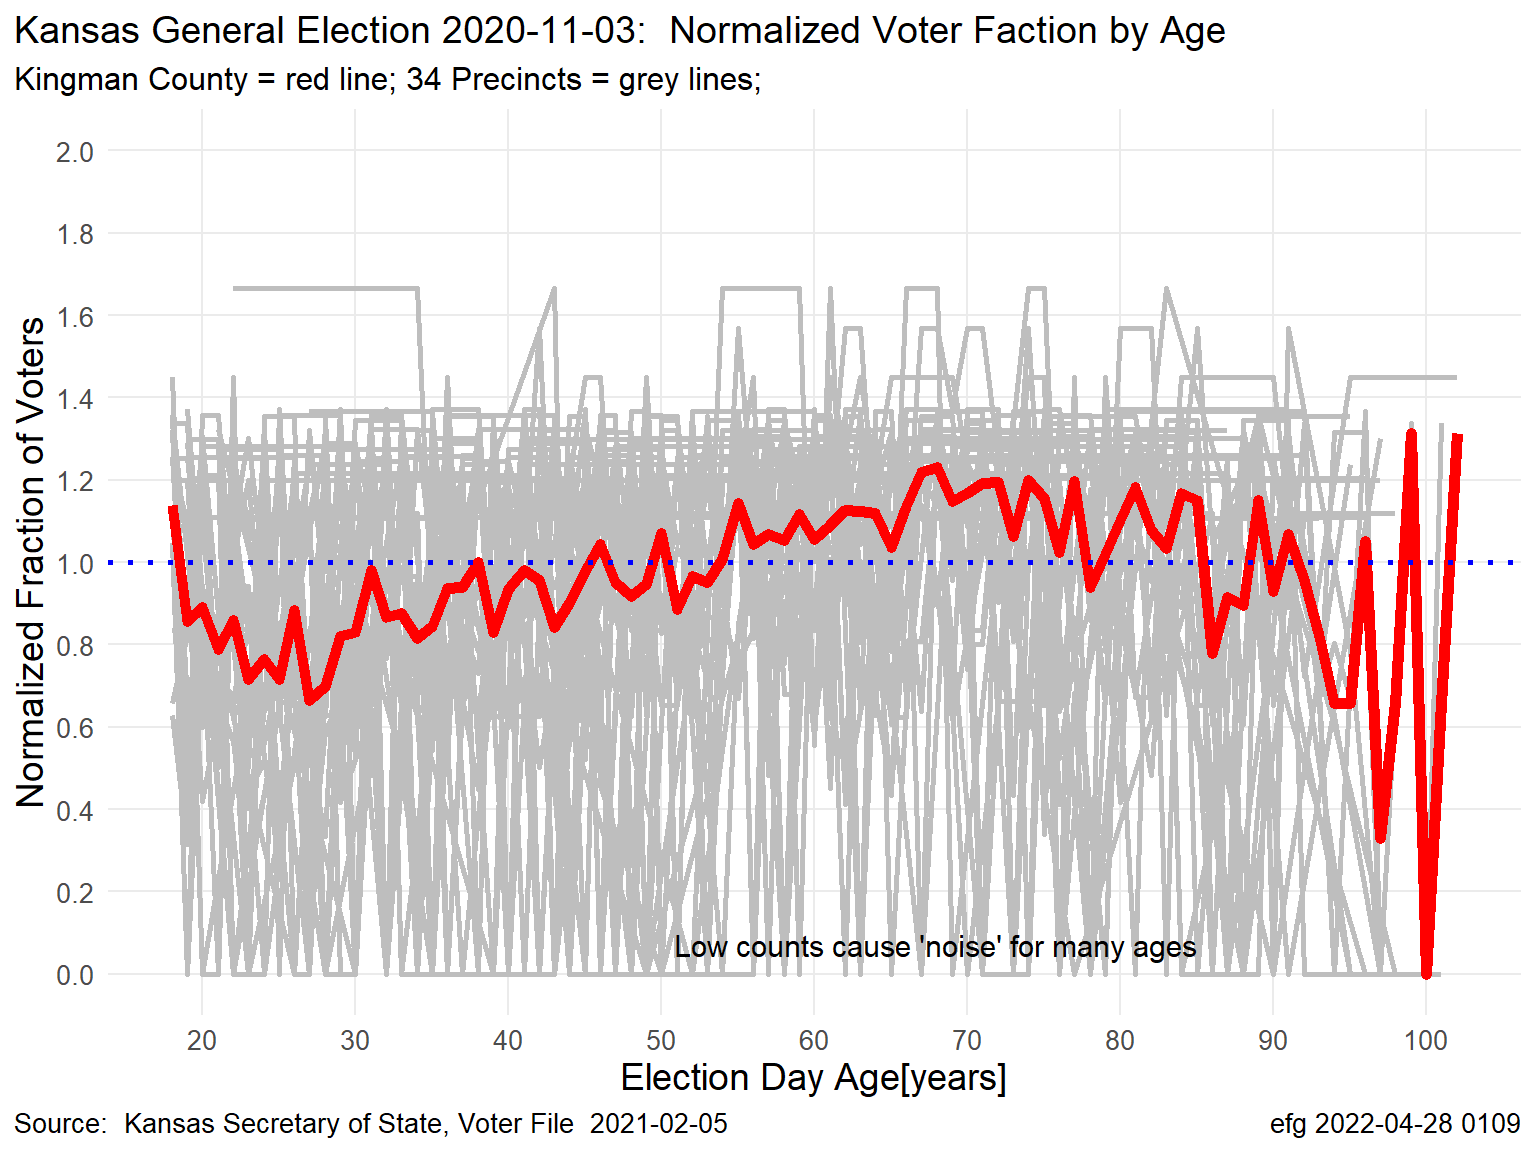 Kansas General Election 2020-11-03:  Normalized Voter Faction by Age
Kingman County = red line; 34 Precincts = grey lines;
Normalized Fraction of Voters
2.0
1.8
1.6
1.4
1.2
1.0
0.8
0.6
0.4
0.2
0.0
Low counts cause 'noise' for many ages
20 30 40 50 60 70 80 90 100
Election Day Age[years]
Source:  Kansas Secretary of State, Voter File  2021-02-05
efg 2022-04-28 0109